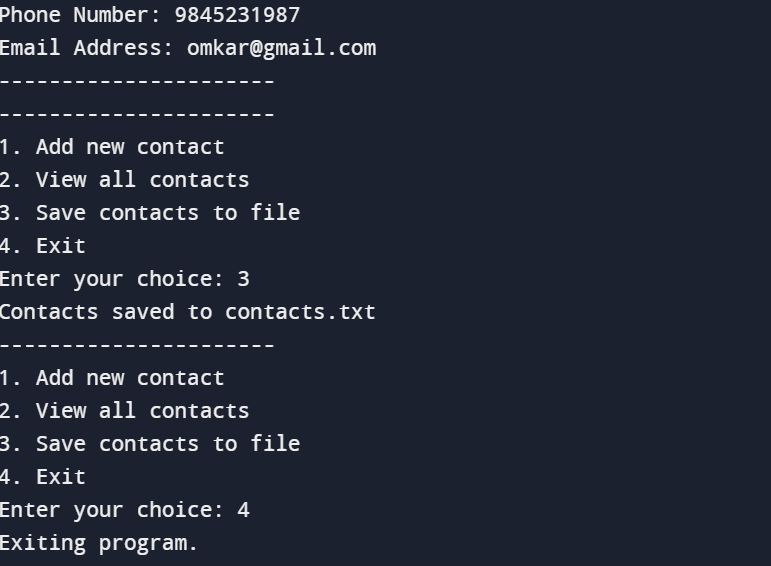 Phone Number: 9845231987
Email Address: omkar@gmail.com
----------------------
----------------------
1. Add new contact
2. View all contacts
3. Save contacts to file
4. Exit
Enter your choice: 3
Contacts saved to contacts.txt
----------------------
1. Add new contact
2. View all contacts
3. Save contacts to file
4. Exit
Enter your choice: 4
Exiting program.